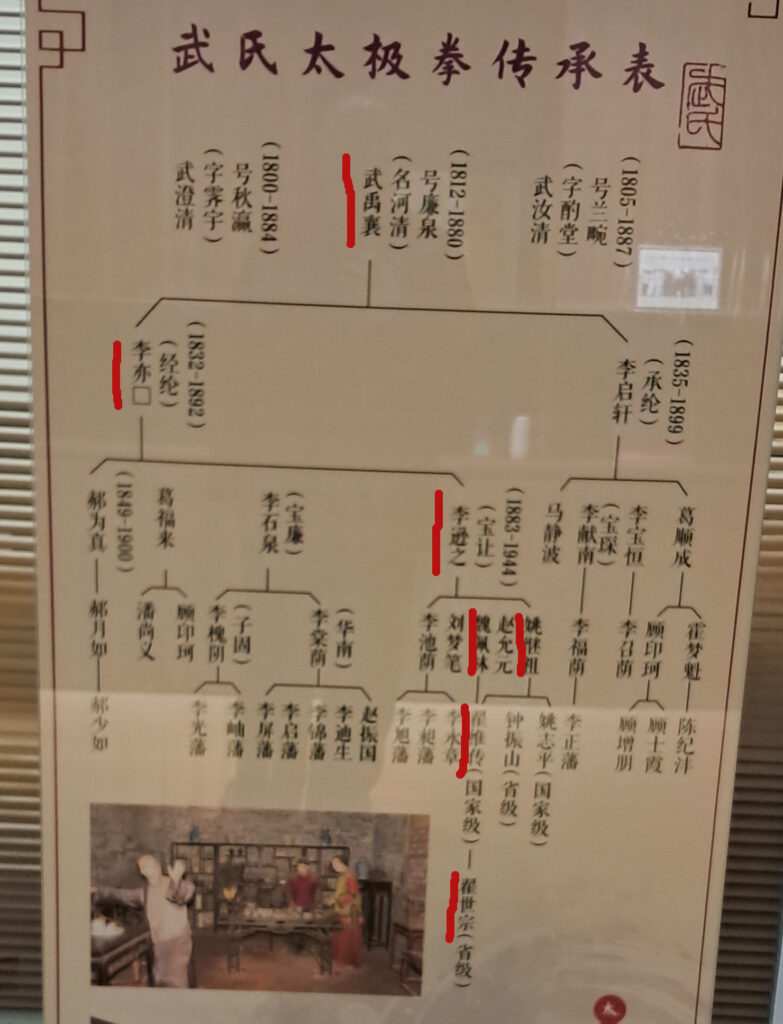 武氏太极拳传承表
武氏
(1805-1887)
号兰畹
(字酌堂)
武汝清
(1812-1880)
号廉泉
(名河清)
武禹襄
(1800-1884)
号秋瀛
(字霁宇)
武澄清
(1835-1899)
(承纶)
李启轩
(1832-1892)
(经纶)
李亦□
葛顺成
李宝恒
(宝琛)
李献南
马静波
(1883-1944)
(宝让)
李逊之
(宝廉)
李石泉
葛福来
(1849-1900)
郝为真
霍梦魁
顾印珂
李召荫
李福荫
姚继祖
赵允元
魏佩林
刘梦笔
李池荫
(华南)
李棠荫
(子固)
李槐阴
顾印珂
潘尚义
郝月如
陈纪沣
顾士霞
顾增朋
李正藩
姚志平(国家级)
钟振山(省级)
翟维传(国家级)
翟世宗(省级)
李永章
李昶藩
李旭藩
赵振国
李迪生
李锦藩
李启藩
李屏藩
李岫藩
李光藩
郝少如
太